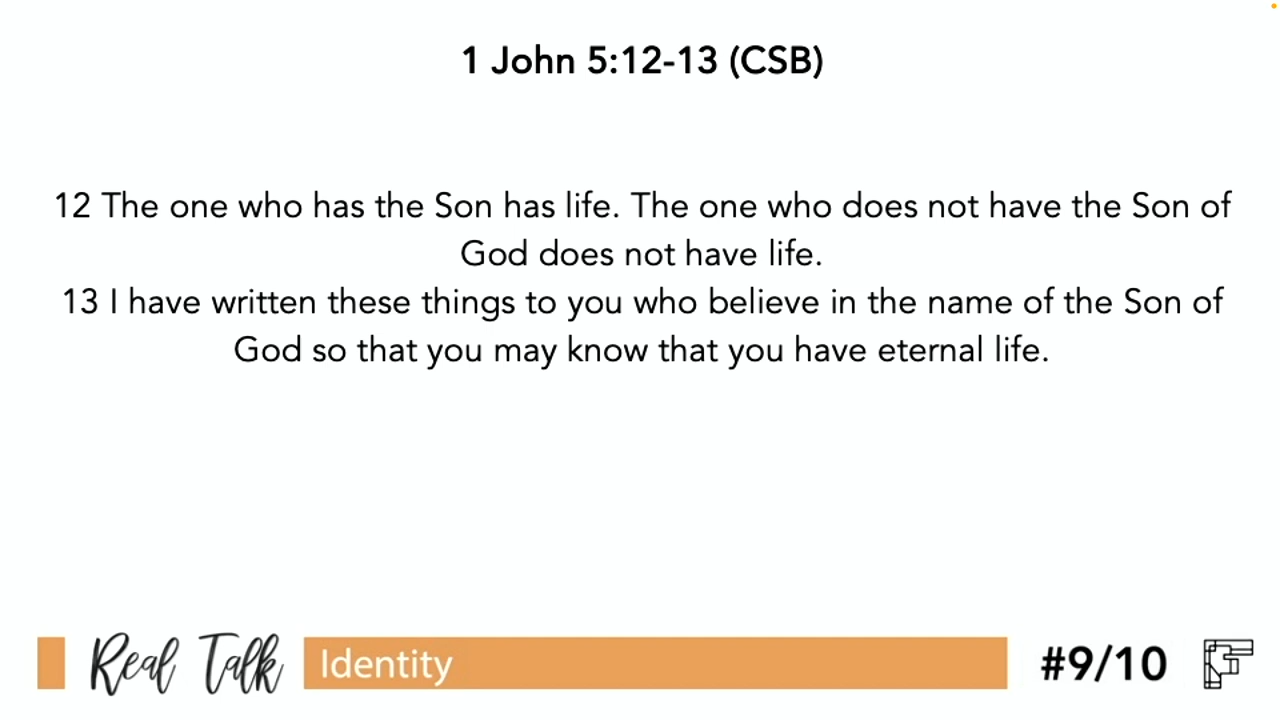 1 John 5:12-13 (CSB)
12 The one who has the Son has life. The one who does not have the Son of
God does not have life.
13 I have written these things to you who believe in the name of the Son of
God so that you may know that you have eternal life.
Real Talk Identity #9/10